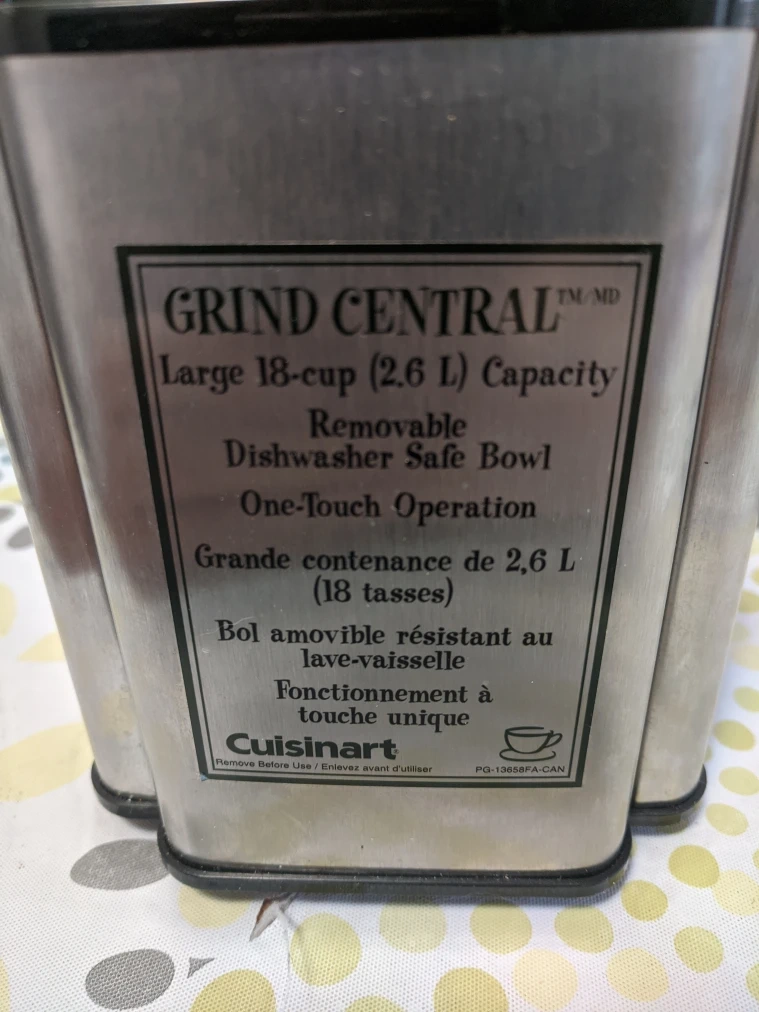 GRIND CENTRAL™/MD
Large 18-cup (2.6 L) Capacity
Removable
Dishwasher Safe Bowl
One-Touch Operation
Grande contenance de 2,6 L
(18 tasses)
Bol amovible résistant au
lave-vaisselle
Fonctionnement à
touche unique
Cuisinart
Remove Before Use / Enlevez avant d'utiliser PG-13658FA-CAN